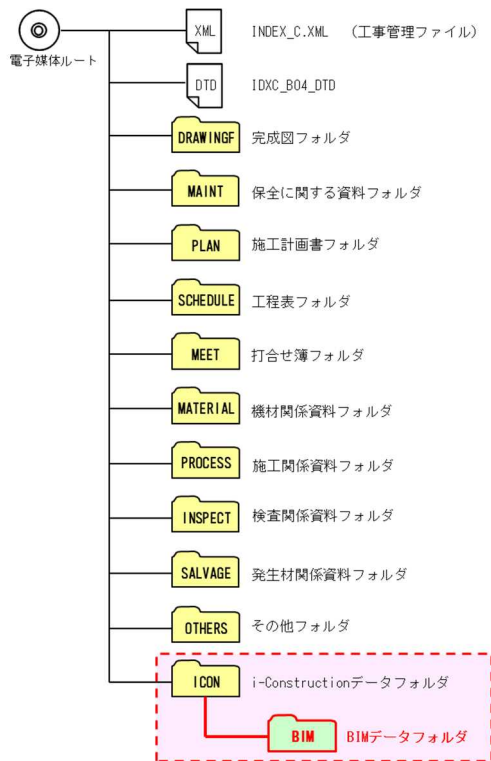 XML INDEX_C.XML （工事管理ファイル）
電子媒体ルート
DTD IDXC_B04_DTD
DRAWINGF 完成図フォルダ
MAINT 保全に関する資料フォルダ
PLAN 施工計画書フォルダ
SCHEDULE 工程表フォルダ
MEET 打合せ簿フォルダ
MATERIAL 機材関係資料フォルダ
PROCESS 施工関係資料フォルダ
INSPECT 検査関係資料フォルダ
SALVAGE 発生材関係資料フォルダ
OTHERS その他フォルダ
ICON i-Constructionデータフォルダ
BIM BIMデータフォルダ